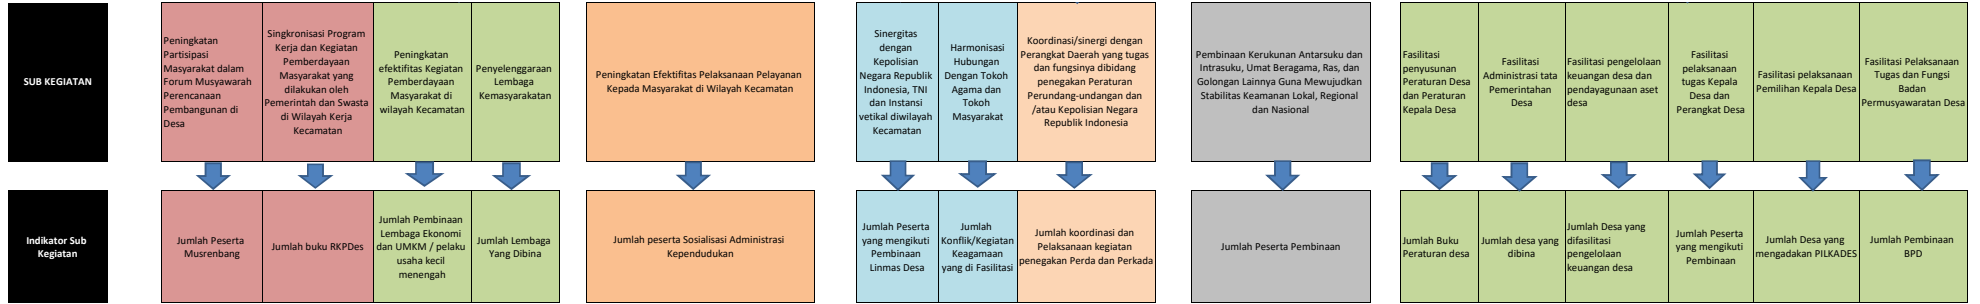 SUB KEGIATAN
Peningkatan
Partisipasi
Masyarakat dalam
Forum Musyawarah
Perencanaan
Pembangunan di
Desa
Singkronisasi Program
Kerja dan Kegiatan
Pemberdayaan
Masyarakat yang
dilakukan oleh
Pemerintah dan Swasta
di Wilayah Kerja
Kecamatan
Peningkatan
efektifitas Kegiatan
Pemberdayaan
Masyarakat di
wilayah Kecamatan
Penyelenggaraan
Lembaga
Kemasyarakatan
Peningkatan Efektifitas Pelaksanaan Pelayanan
Kepada Masyarakat di Wilayah Kecamatan
Sinergitas
dengan
Kepolisian
Negara Republik
Indonesia, TNI
dan Instansi
vetikal diwilayah
Kecamatan
Harmonisasi
Hubungan
Dengan Tokoh
Agama dan
Tokoh
Masyarakat
Koordinasi/sinergi dengan
Perangkat Daerah yang tugas
dan fungsinya dibidang
penegakan Peraturan
Perundang-undangan dan
/atau Kepolisian Negara
Republik Indonesia
Pembinaan Kerukunan Antarsuku dan
Intrasuku, Umat Beragama, Ras, dan
Golongan Lainnya Guna Mewujudkan
Stabilitas Keamanan Lokal, Regional
dan Nasional
Fasilitasi
penyusunan
Peraturan Desa
dan Peraturan
Kepala Desa
Fasilitasi
Administrasi tata
Pemerintahan
Desa
Fasilitasi pengelolaan
keuangan desa dan
pendayagunaan aset
desa
Fasilitasi
pelaksanaan
tugas Kepala
Desa dan
Perangkat Desa
Fasilitasi pelaksanaan
Pemilihan Kepala Desa
Fasilitasi Pelaksanaan
Tugas dan Fungsi
Badan
Permusyawaratan Desa
Indikator Sub
Kegiatan
Jumlah Peserta
Musrenbang
Jumlah buku RKPDes
Jumlah Pembinaan
Lembaga Ekonomi
dan UMKM / pelaku
usaha kecil
menengah
Jumlah Lembaga
Yang Dibina
Jumlah peserta Sosialisasi Administrasi
Kependudukan
Jumlah Peserta
yang mengikuti
Pembinaan
Linmas Desa
Jumlah
Konflik/Kegiatan
Keagamaan
yang di Fasilitasi
Jumlah koordinasi dan
Pelaksanaan kegiatan
penegakan Perda dan Perkada
Jumlah Peserta Pembinaan
Jumlah Buku
Peraturan desa
Jumlah desa yang
dibina
Jumlah Desa yang
difasilitasi
pengelolaan
keuangan desa
Jumlah Peserta
yang mengikuti
Pembinaan
Jumlah Desa yang
mengadakan PILKADES
Jumlah Pembinaan
BPD